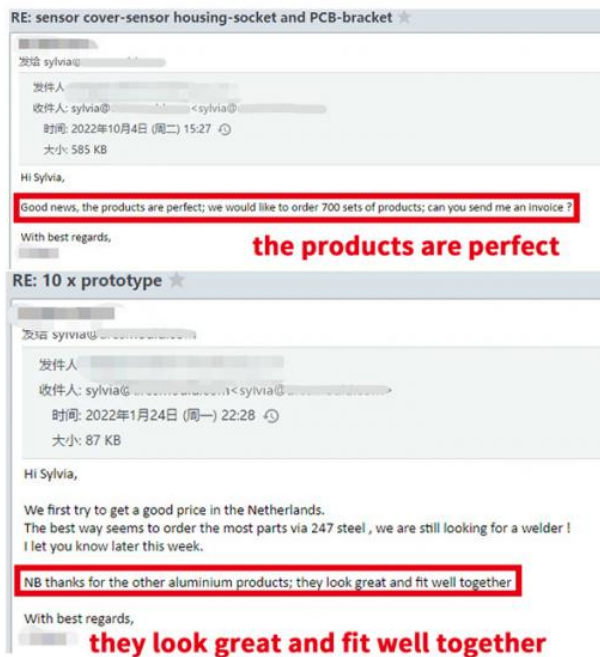 RE: sensor cover-sensor housing-socket and PCB-bracket
发给 sylvia@
发件人
收件人: sylvia@ <sylvia@
时间: 2022年10月4日 (周二) 15:27
大小: 585 KB
Hi Sylvia,
Good news, the products are perfect; we would like to order 700 sets of products; can you send me an invoice ?
With best regards,
the products are perfect
RE: 10 x prototype
发给 sylvia@
发件人
收件人: sylvia@ <sylvia@ >
时间: 2022年1月24日 (周一) 22:28
大小: 87 KB
Hi Sylvia,
We first try to get a good price in the Netherlands.
The best way seems to order the most parts via 247 steel , we are still looking for a welder !
I let you know later this week.
NB thanks for the other aluminium products; they look great and fit well together
With best regards,
they look great and fit well together